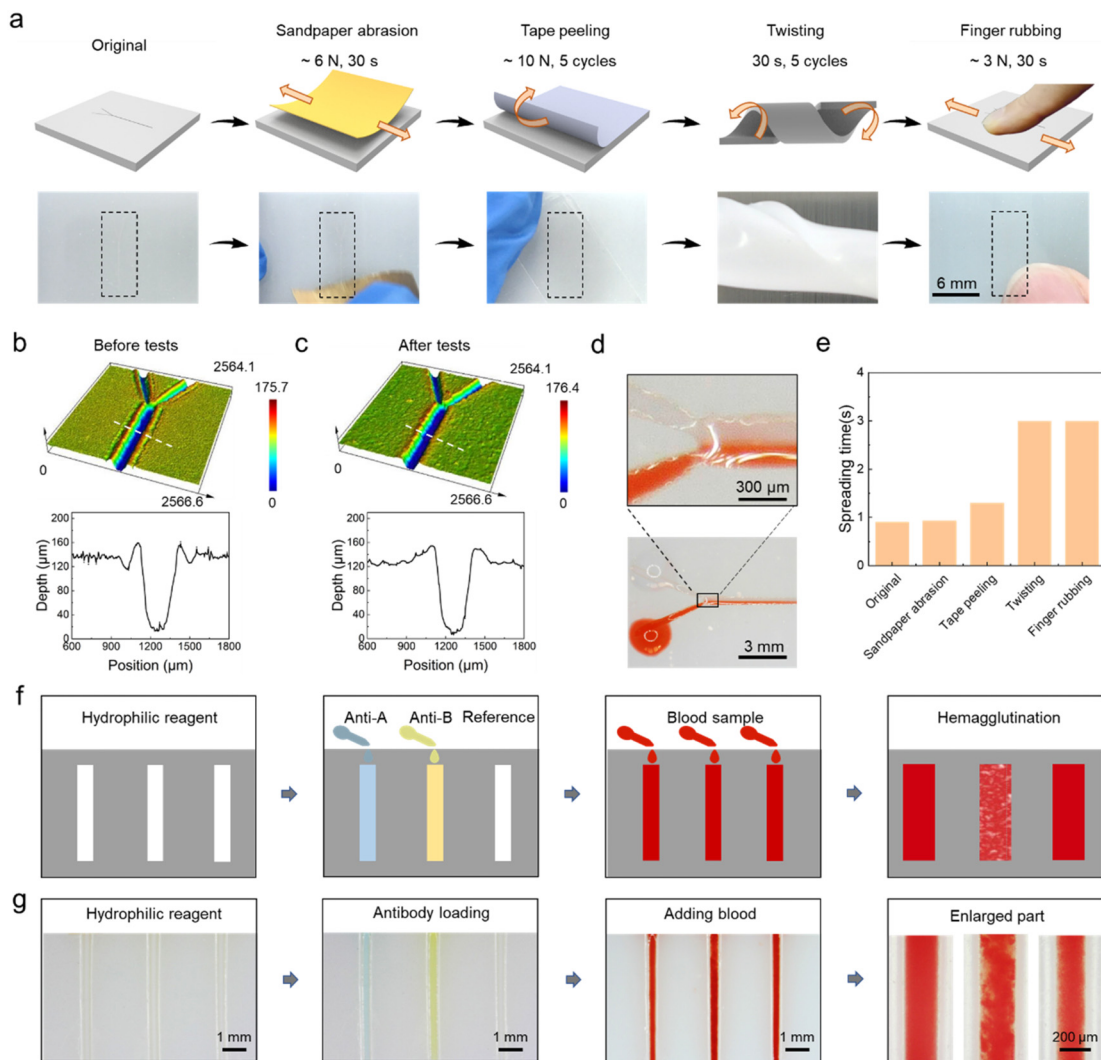 a
Original
Sandpaper abrasion
~ 6 N, 30 s
Tape peeling
~ 10 N, 5 cycles
Twisting
30 s, 5 cycles
Finger rubbing
~ 3 N, 30 s
6 mm
b
Before tests
2564.1
175.7
0
2566.6
0
Depth (μm)
200
160
120
80
40
0
600
900
1200
1500
1800
Position (μm)
c
After tests
2564.1
176.4
0
2566.6
0
Depth (μm)
200
160
120
80
40
0
600
900
1200
1500
1800
Position (μm)
d
300 μm
3 mm
e
Spreading time(s)
4
3
2
1
0
Original
Sandpaper abrasion
Tape peeling
Twisting
Finger rubbing
f
Hydrophilic reagent
Anti-A
Anti-B
Reference
Blood sample
Hemagglutination
g
Hydrophilic reagent
1 mm
Antibody loading
1 mm
Adding blood
1 mm
Enlarged part
200 μm